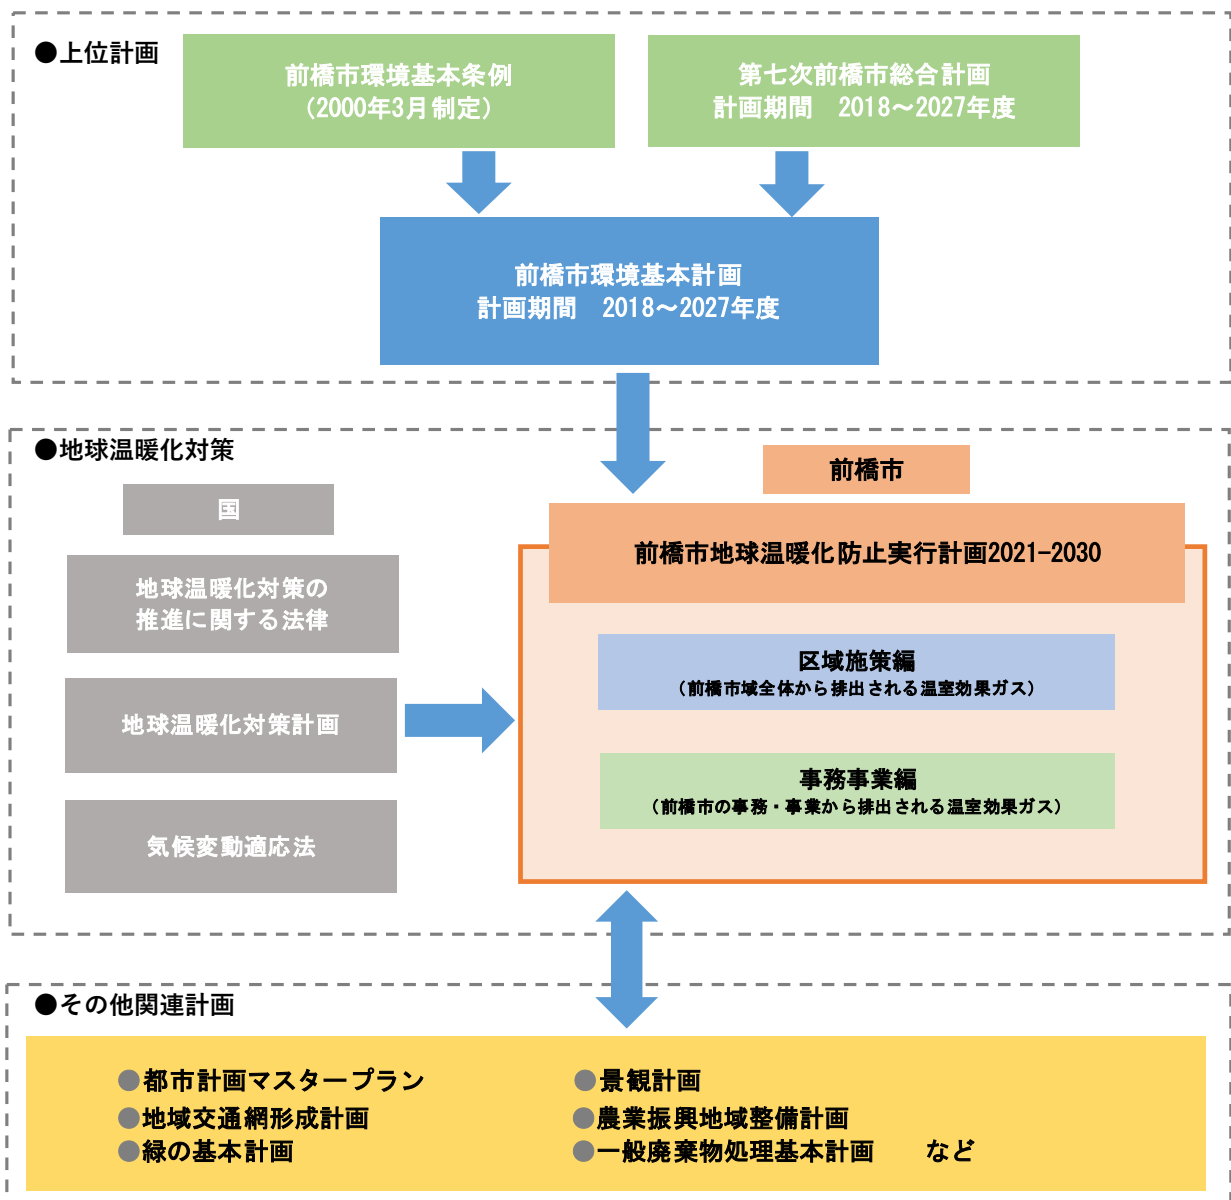 ●上位計画
前橋市環境基本条例
（2000年3月制定）
第七次前橋市総合計画
計画期間　2018～2027年度
前橋市環境基本計画
計画期間　2018～2027年度
●地球温暖化対策
前橋市
国
前橋市地球温暖化防止実行計画2021-2030
地球温暖化対策の
推進に関する法律
区域施策編
（前橋市域全体から排出される温室効果ガス）
地球温暖化対策計画
事務事業編
（前橋市の事務・事業から排出される温室効果ガス）
気候変動適応法
●その他関連計画
●都市計画マスタープラン
●地域交通網形成計画
●緑の基本計画
●景観計画
●農業振興地域整備計画
●一般廃棄物処理基本計画　　など